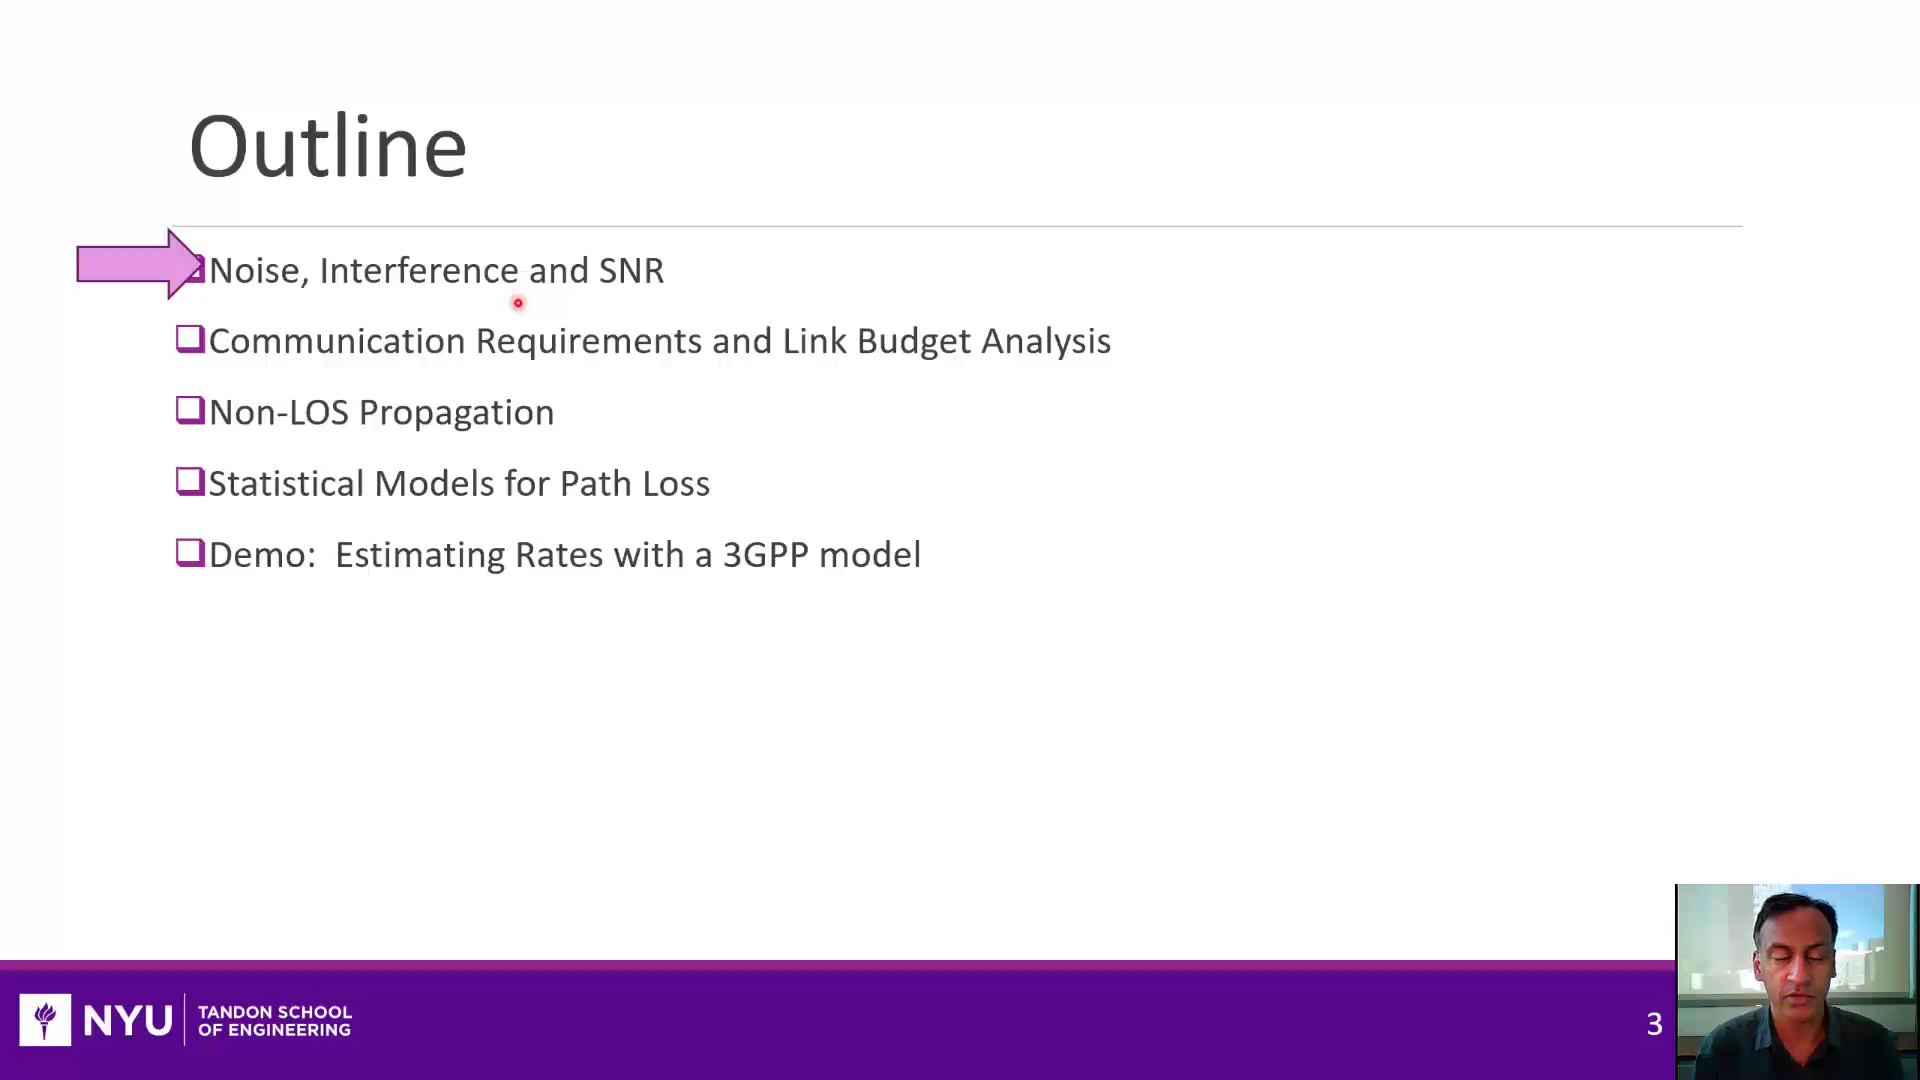 Outline
Noise, Interference and SNR
Communication Requirements and Link Budget Analysis
Non-LOS Propagation
Statistical Models for Path Loss
Demo:  Estimating Rates with a 3GPP model
NYU
TANDON SCHOOL
OF ENGINEERING
3